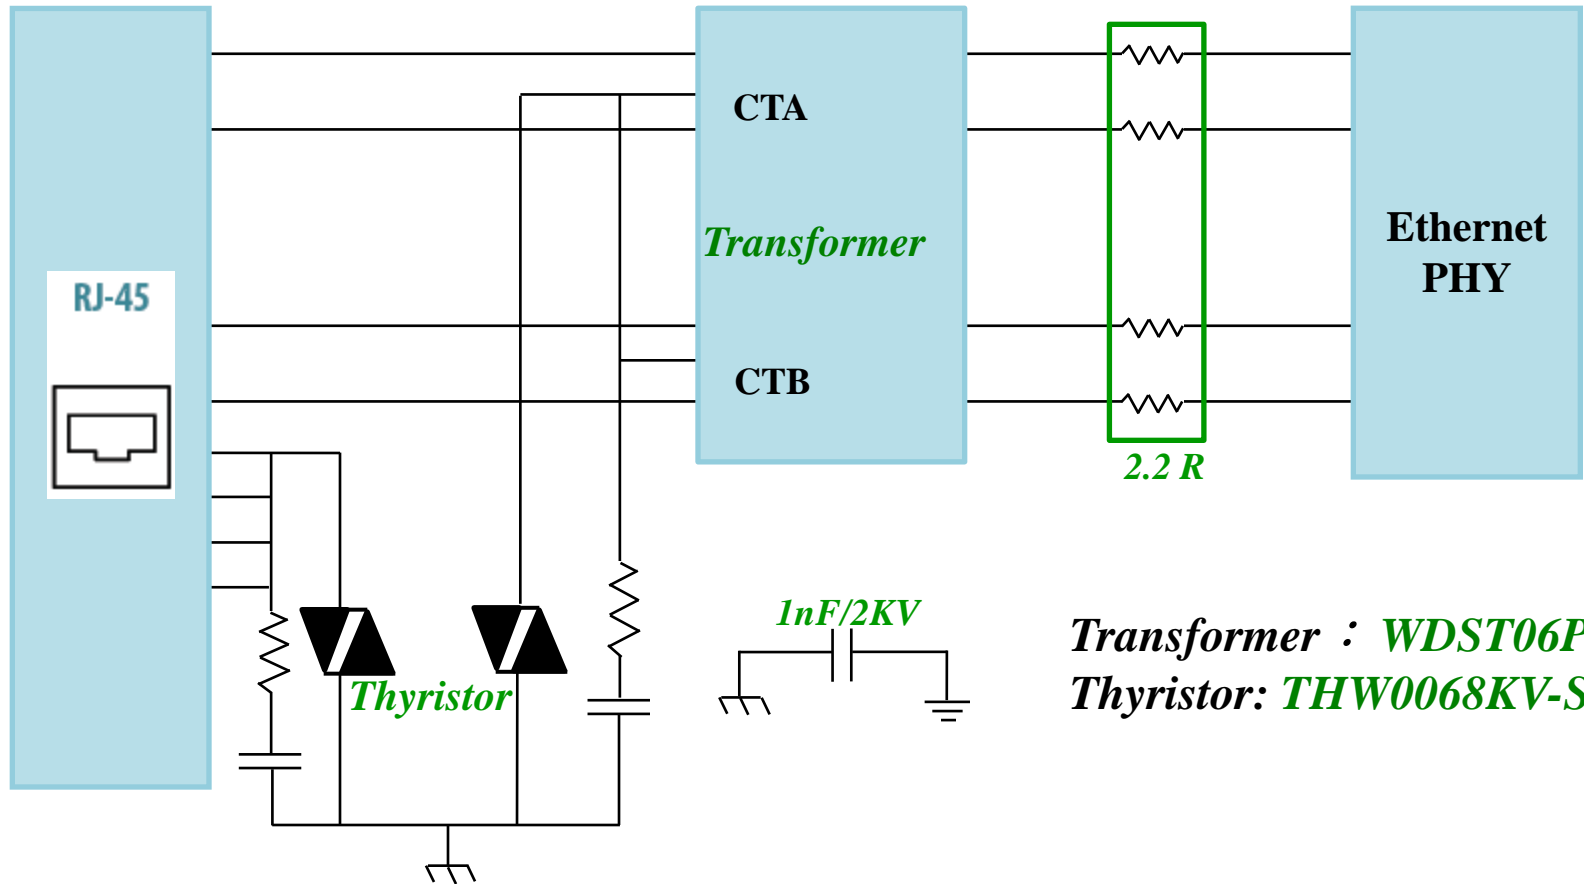 CTA
Transformer
Ethernet
PHY
RJ-45
CTB
2.2 R
1nF/2KV
Thyristor
Transformer： WDST06P
Thyristor: THW0068KV-S